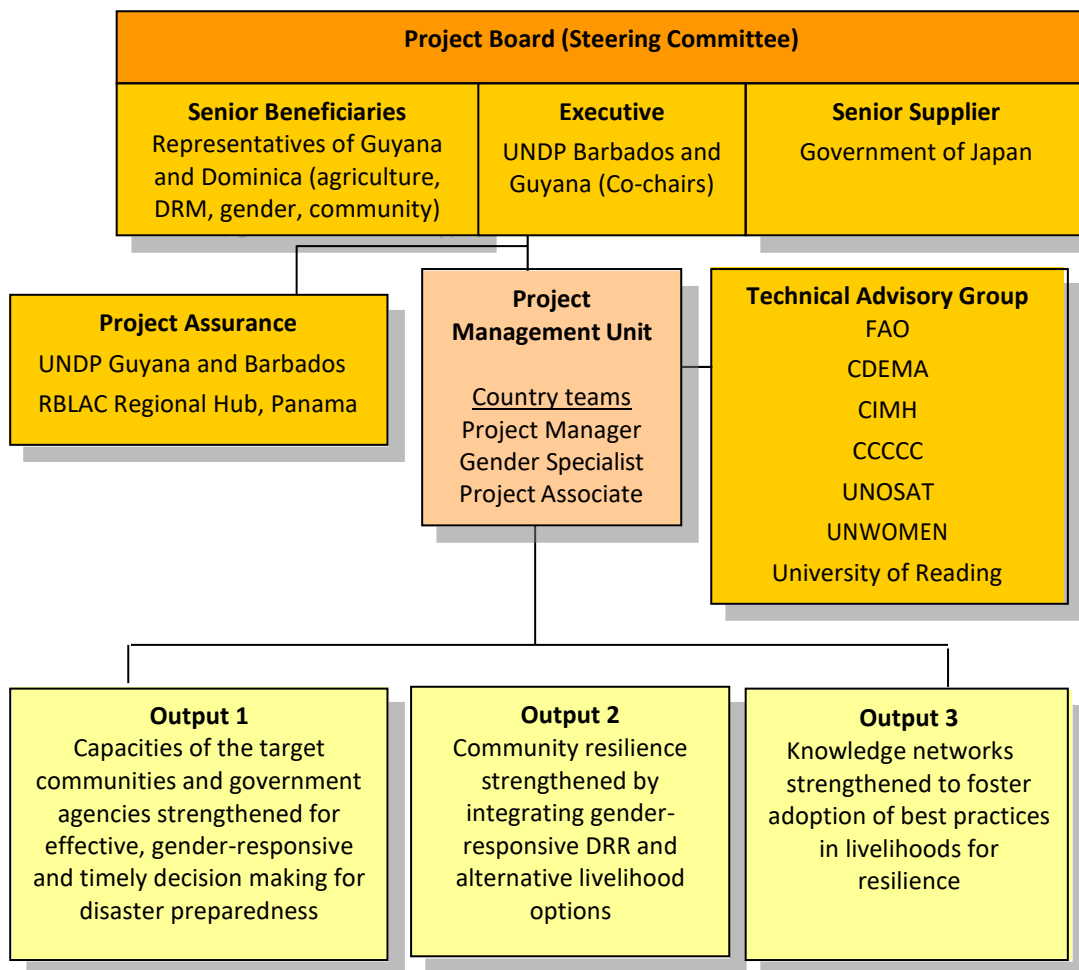 Project Board (Steering Committee)
Senior Beneficiaries
Representatives of Guyana
and Dominica (agriculture,
DRM, gender, community)
Executive
UNDP Barbados and
Guyana (Co-chairs)
Senior Supplier
Government of Japan
Project Assurance
UNDP Guyana and Barbados
RBLAC Regional Hub, Panama
Project
Management Unit
Country teams
Project Manager
Gender Specialist
Project Associate
Technical Advisory Group
FAO
CDEMA
CIMH
CCCCC
UNOSAT
UNWOMEN
University of Reading
Output 1
Capacities of the target
communities and government
agencies strengthened for
effective, gender-responsive
and timely decision making for
disaster preparedness
Output 2
Community resilience
strengthened by
integrating gender-
responsive DRR and
alternative livelihood
options
Output 3
Knowledge networks
strengthened to foster
adoption of best practices
in livelihoods for
resilience